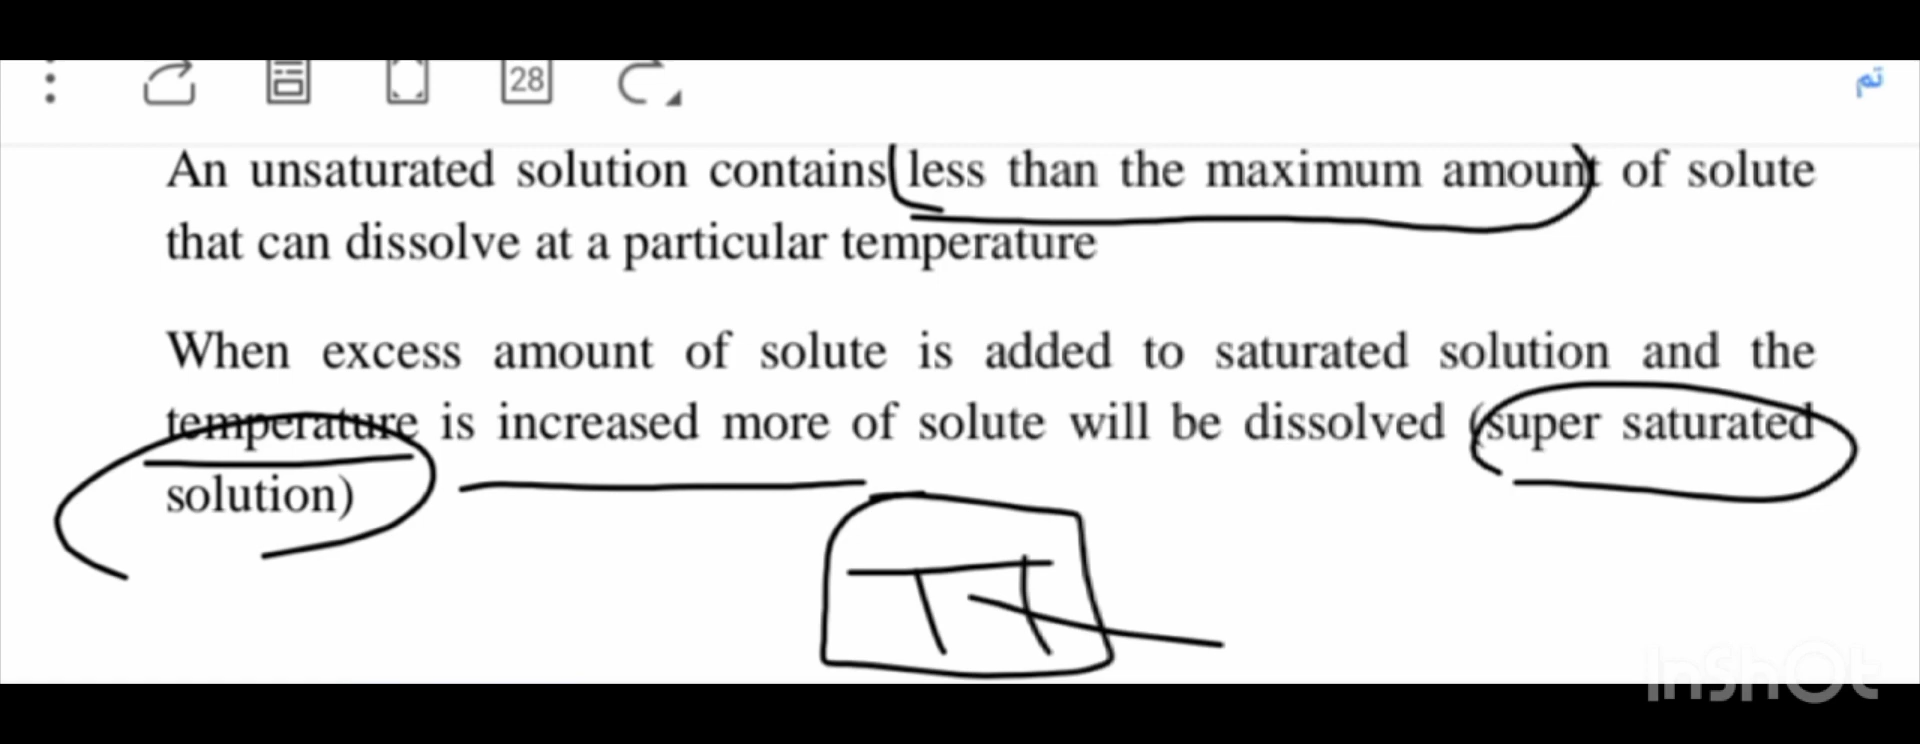 28
تم
An unsaturated solution contains less than the maximum amount of solute
that can dissolve at a particular temperature
When excess amount of solute is added to saturated solution and the
temperature is increased more of solute will be dissolved (super saturated
solution)
InShOt